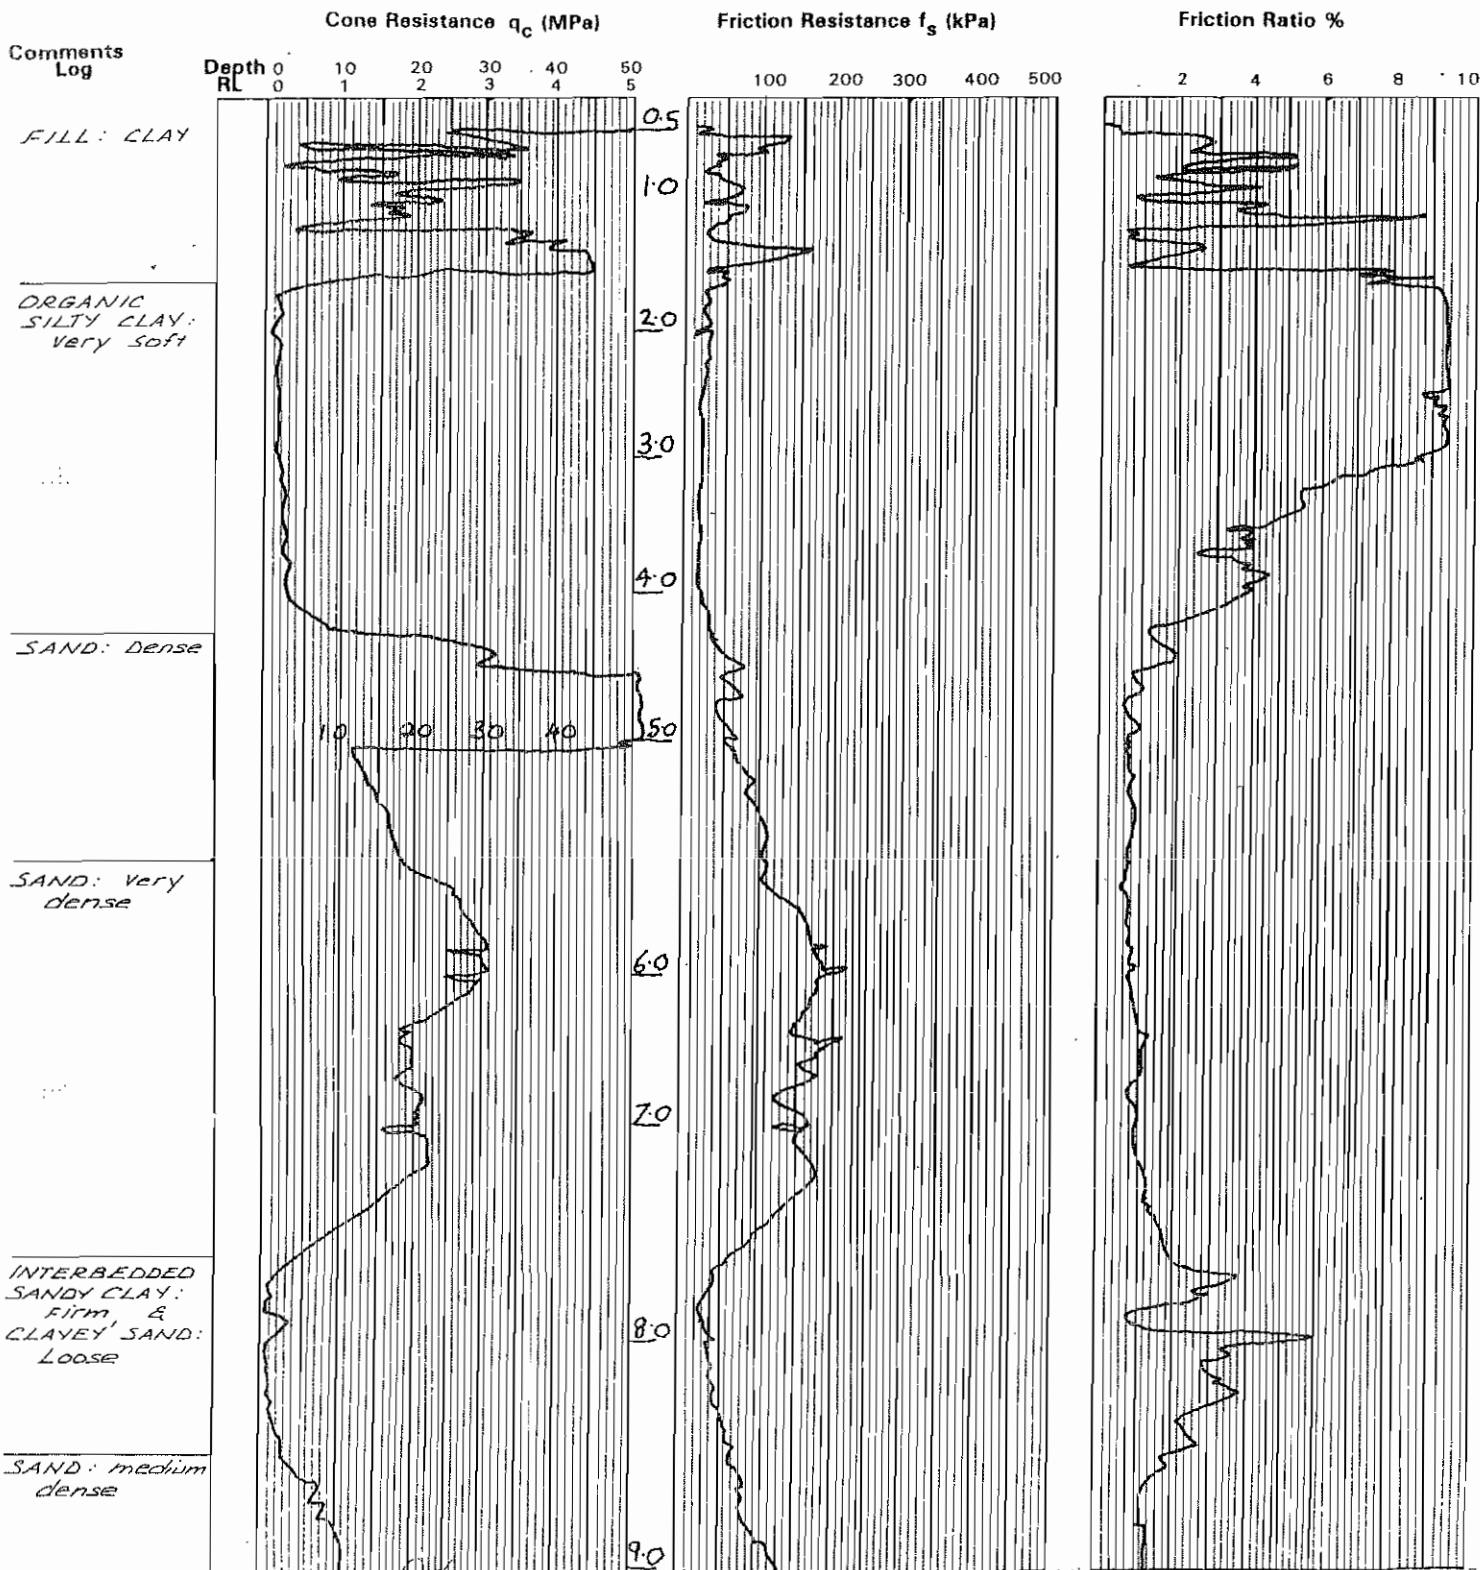 Cone Resistance qc (MPa)
Friction Resistance fs (kPa)
Friction Ratio %
Comments
Log
Depth 0 10 20 30 40 50
RL 0 1 2 3 4 5
100 200 300 400 500
2 4 6 8 10
0.5
FILL: CLAY
1.0
ORGANIC
SILTY CLAY:
Very Soft
2.0
3.0
4.0
SAND: Dense
10 20 30 40
5.0
SAND: Very
dense
6.0
7.0
INTERBEDDED
SANDY CLAY:
Firm &
CLAYEY SAND:
Loose
8.0
SAND: medium
dense
9.0